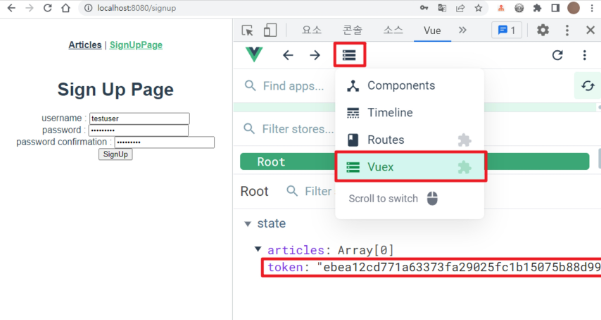 localhost:8080/signup
Articles | SignUpPage
Sign Up Page
username : testuser
password : •••••••••
password confirmation : •••••••••
SignUp
요소 콘솔 소스 Vue » 1
Find apps...
Components
Timeline
Filter stores...
Routes
Root
Vuex
Root Filter
Scroll to switch
state
articles: Array[0]
token: "ebea12cd771a63373fa29025fc1b15075b88d99